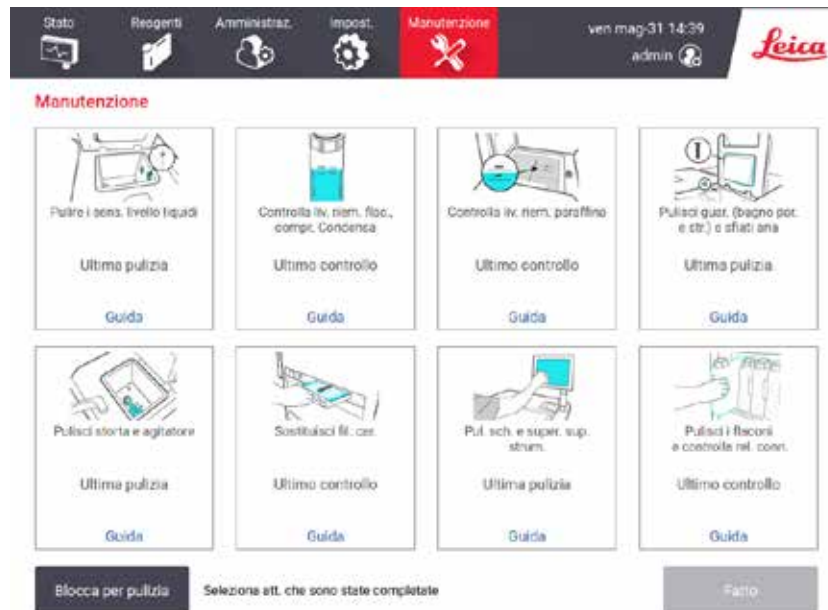 Stato Reagenti Amministraz. Impost. Manutenzione ven mag-31 14:39
admin
Leica
Manutenzione
Pulire i sens. livello liquidi
Ultima pulizia
Guida
Controlla liv. riem. flac.,
compr. Condensa
Ultimo controllo
Guida
Controlla liv. riem. paraffina
Ultimo controllo
Guida
1
Pulisci guar. (bagno par.
e str.) e sfiati aria
Ultima pulizia
Guida
Pulisci storta e agitatore
Ultima pulizia
Guida
Sostituisci fil. car.
Ultimo controllo
Guida
Pul. sch. e super. sup.
strum.
Ultima pulizia
Guida
Pulisci i flaconi
e controlla rel. conn.
Ultimo controllo
Guida
Blocca per pulizia Seleziona att. che sono state completate Fatto